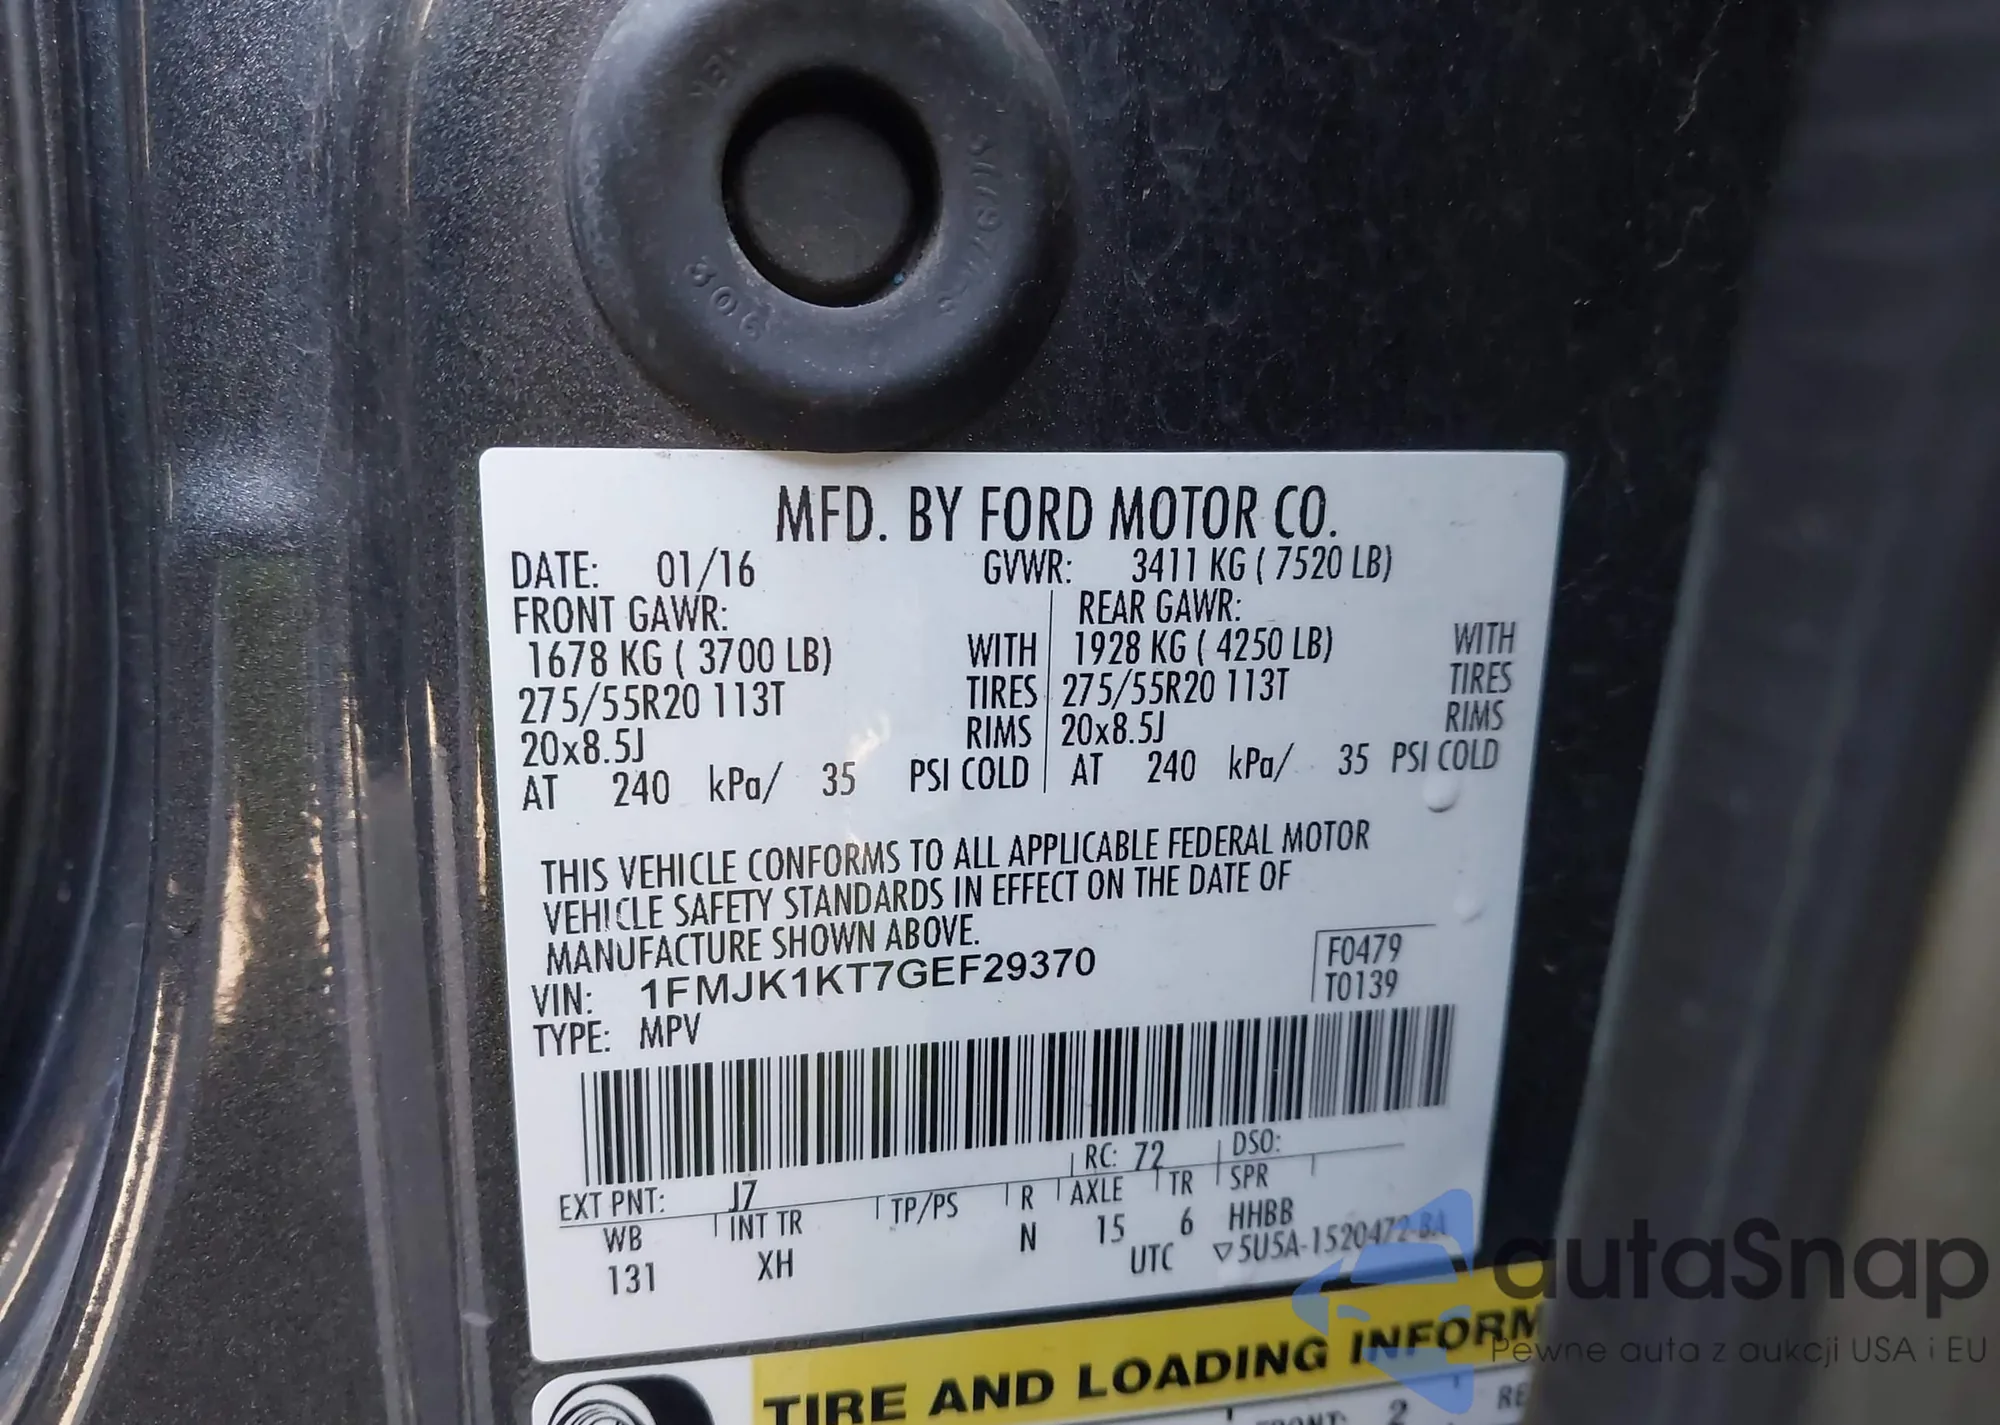 MFD. BY FORD MOTOR CO.
DATE: 01/16 GVWR: 3411 KG ( 7520 LB)
FRONT GAWR: REAR GAWR:
1678 KG ( 3700 LB) WITH 1928 KG ( 4250 LB) WITH
275/55R20 113T TIRES 275/55R20 113T TIRES
20x8.5J RIMS 20x8.5J RIMS
AT 240 kPa/ 35 PSI COLD AT 240 kPa/ 35 PSI COLD
THIS VEHICLE CONFORMS TO ALL APPLICABLE FEDERAL MOTOR
VEHICLE SAFETY STANDARDS IN EFFECT ON THE DATE OF
MANUFACTURE SHOWN ABOVE.
VIN: 1FMJK1KT7GEF29370
F0479
T0139
TYPE: MPV
EXT PNT: J7 RC: 72 DSO:
WB INT TR TP/PS R AXLE TR SPR
131 XH N 15 6 HHBB
UTC ▽5U5A-1520472-BA
TIRE AND LOADING INFORM
2
RE
autaSnap
Pewne auta z aukcji USA i EU